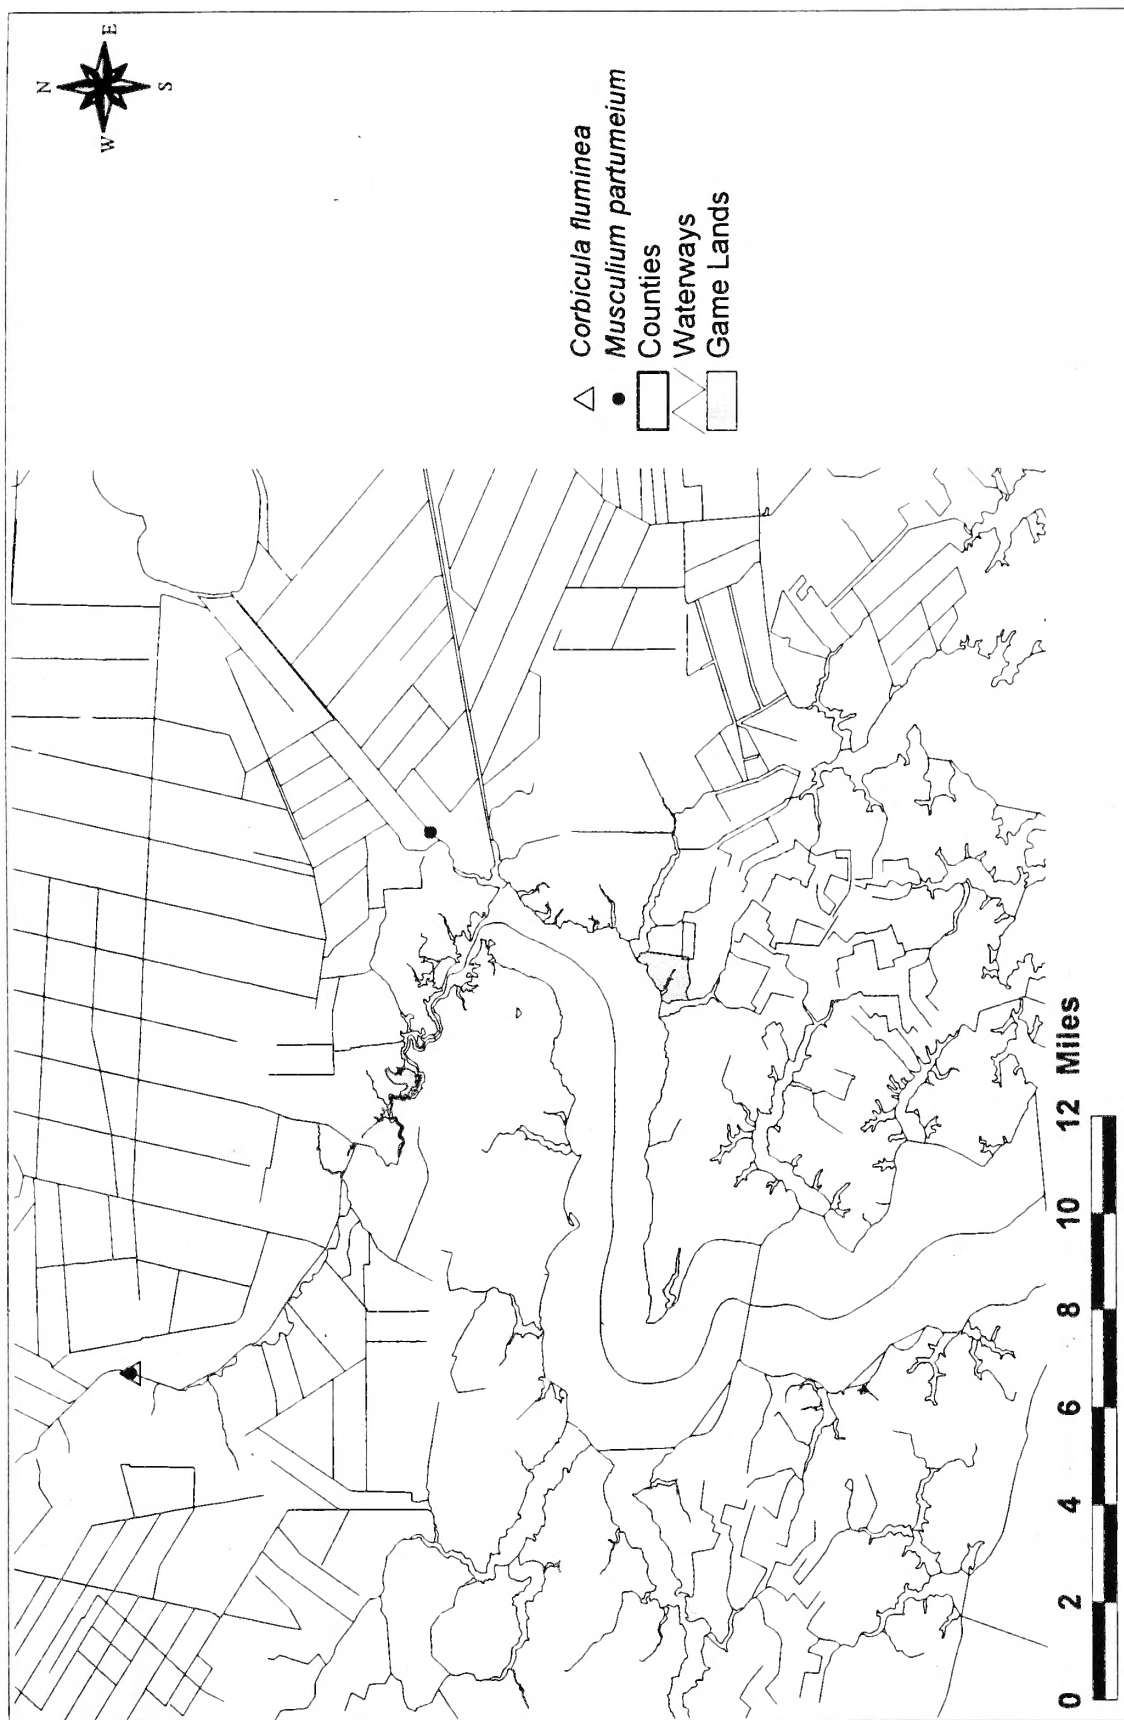 N
W
E
S
Corbicula fluminea
Musculium partumeium
Counties
Waterways
Game Lands
0 2 4 6 8 10 12 Miles